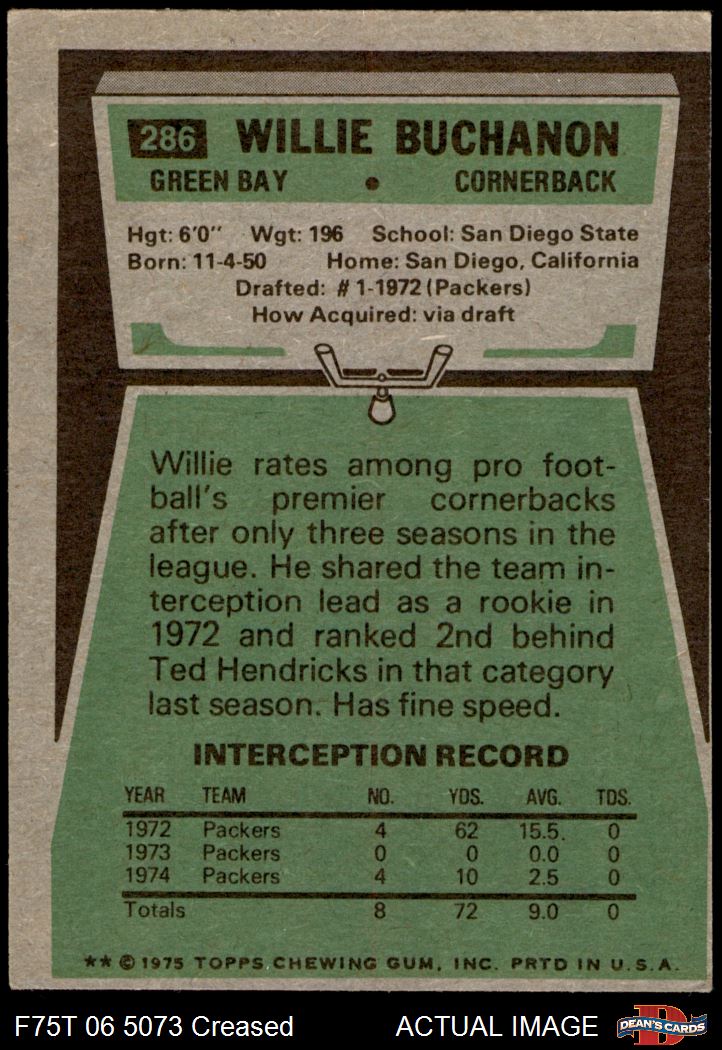 286 WILLIE BUCHANON
GREEN BAY • CORNERBACK
Hgt: 6'0" Wgt: 196 School: San Diego State
Born: 11-4-50 Home: San Diego, California
Drafted: #1-1972 (Packers)
How Acquired: via draft
Willie rates among pro foot-
ball's premier cornerbacks
after only three seasons in the
league. He shared the team in-
terception lead as a rookie in
1972 and ranked 2nd behind
Ted Hendricks in that category
last season. Has fine speed.
INTERCEPTION RECORD
YEAR TEAM NO. YDS. AVG. TDS.
1972 Packers 4 62 15.5. 0
1973 Packers 0 0 0.0 0
1974 Packers 4 10 2.5 0
Totals 8 72 9.0 0
** © 1975 TOPPS CHEWING GUM, INC. PRTD IN U.S.A.
F75T 06 5073 Creased ACTUAL IMAGE
D
DEAN'S CARDS